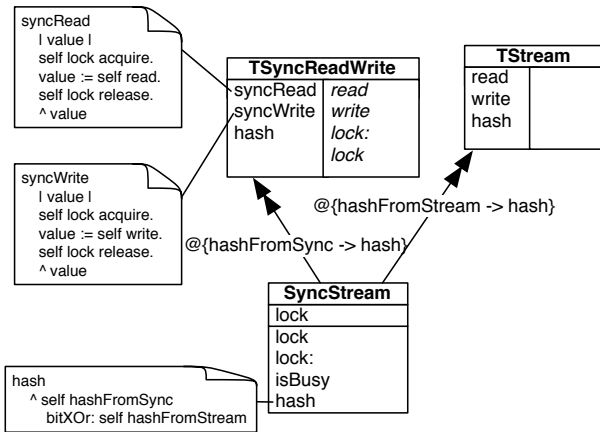 syncRead
| value |
self lock acquire.
value := self read.
self lock release.
^ value
syncWrite
| value |
self lock acquire.
value := self write.
self lock release.
^ value
TSyncReadWrite
syncRead
syncWrite
hash
read
write
lock:
lock
TStream
read
write
hash
@{hashFromStream -> hash}
@{hashFromSync -> hash}
SyncStream
lock
lock
lock:
isBusy
hash
hash
^ self hashFromSync
bitXOr: self hashFromStream